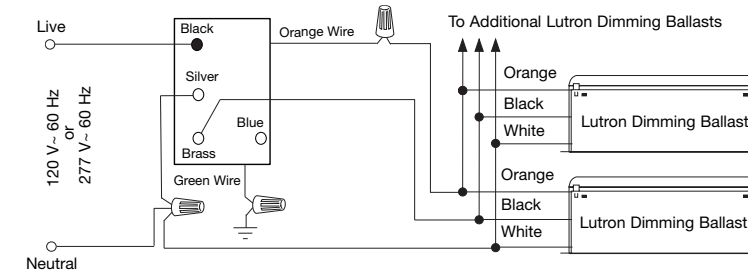 Live
Black
Orange Wire
To Additional Lutron Dimming Ballasts
Silver
Blue
Brass
Green Wire
120 V~ 60 Hz
or
277 V~ 60 Hz
Neutral
Orange
Black
White
Lutron Dimming Ballast
Orange
Black
White
Lutron Dimming Ballast